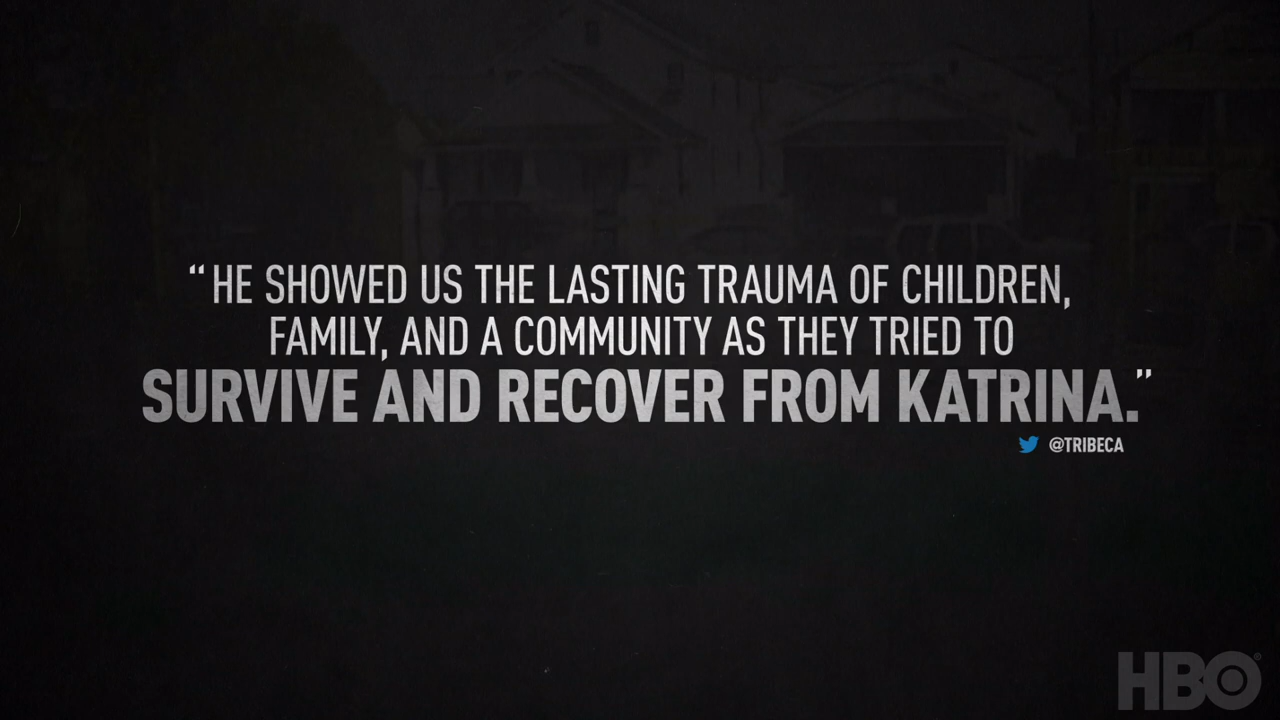 “HE SHOWED US THE LASTING TRAUMA OF CHILDREN,
FAMILY, AND A COMMUNITY AS THEY TRIED TO
SURVIVE AND RECOVER FROM KATRINA.”
@TRIBECA
HBO®